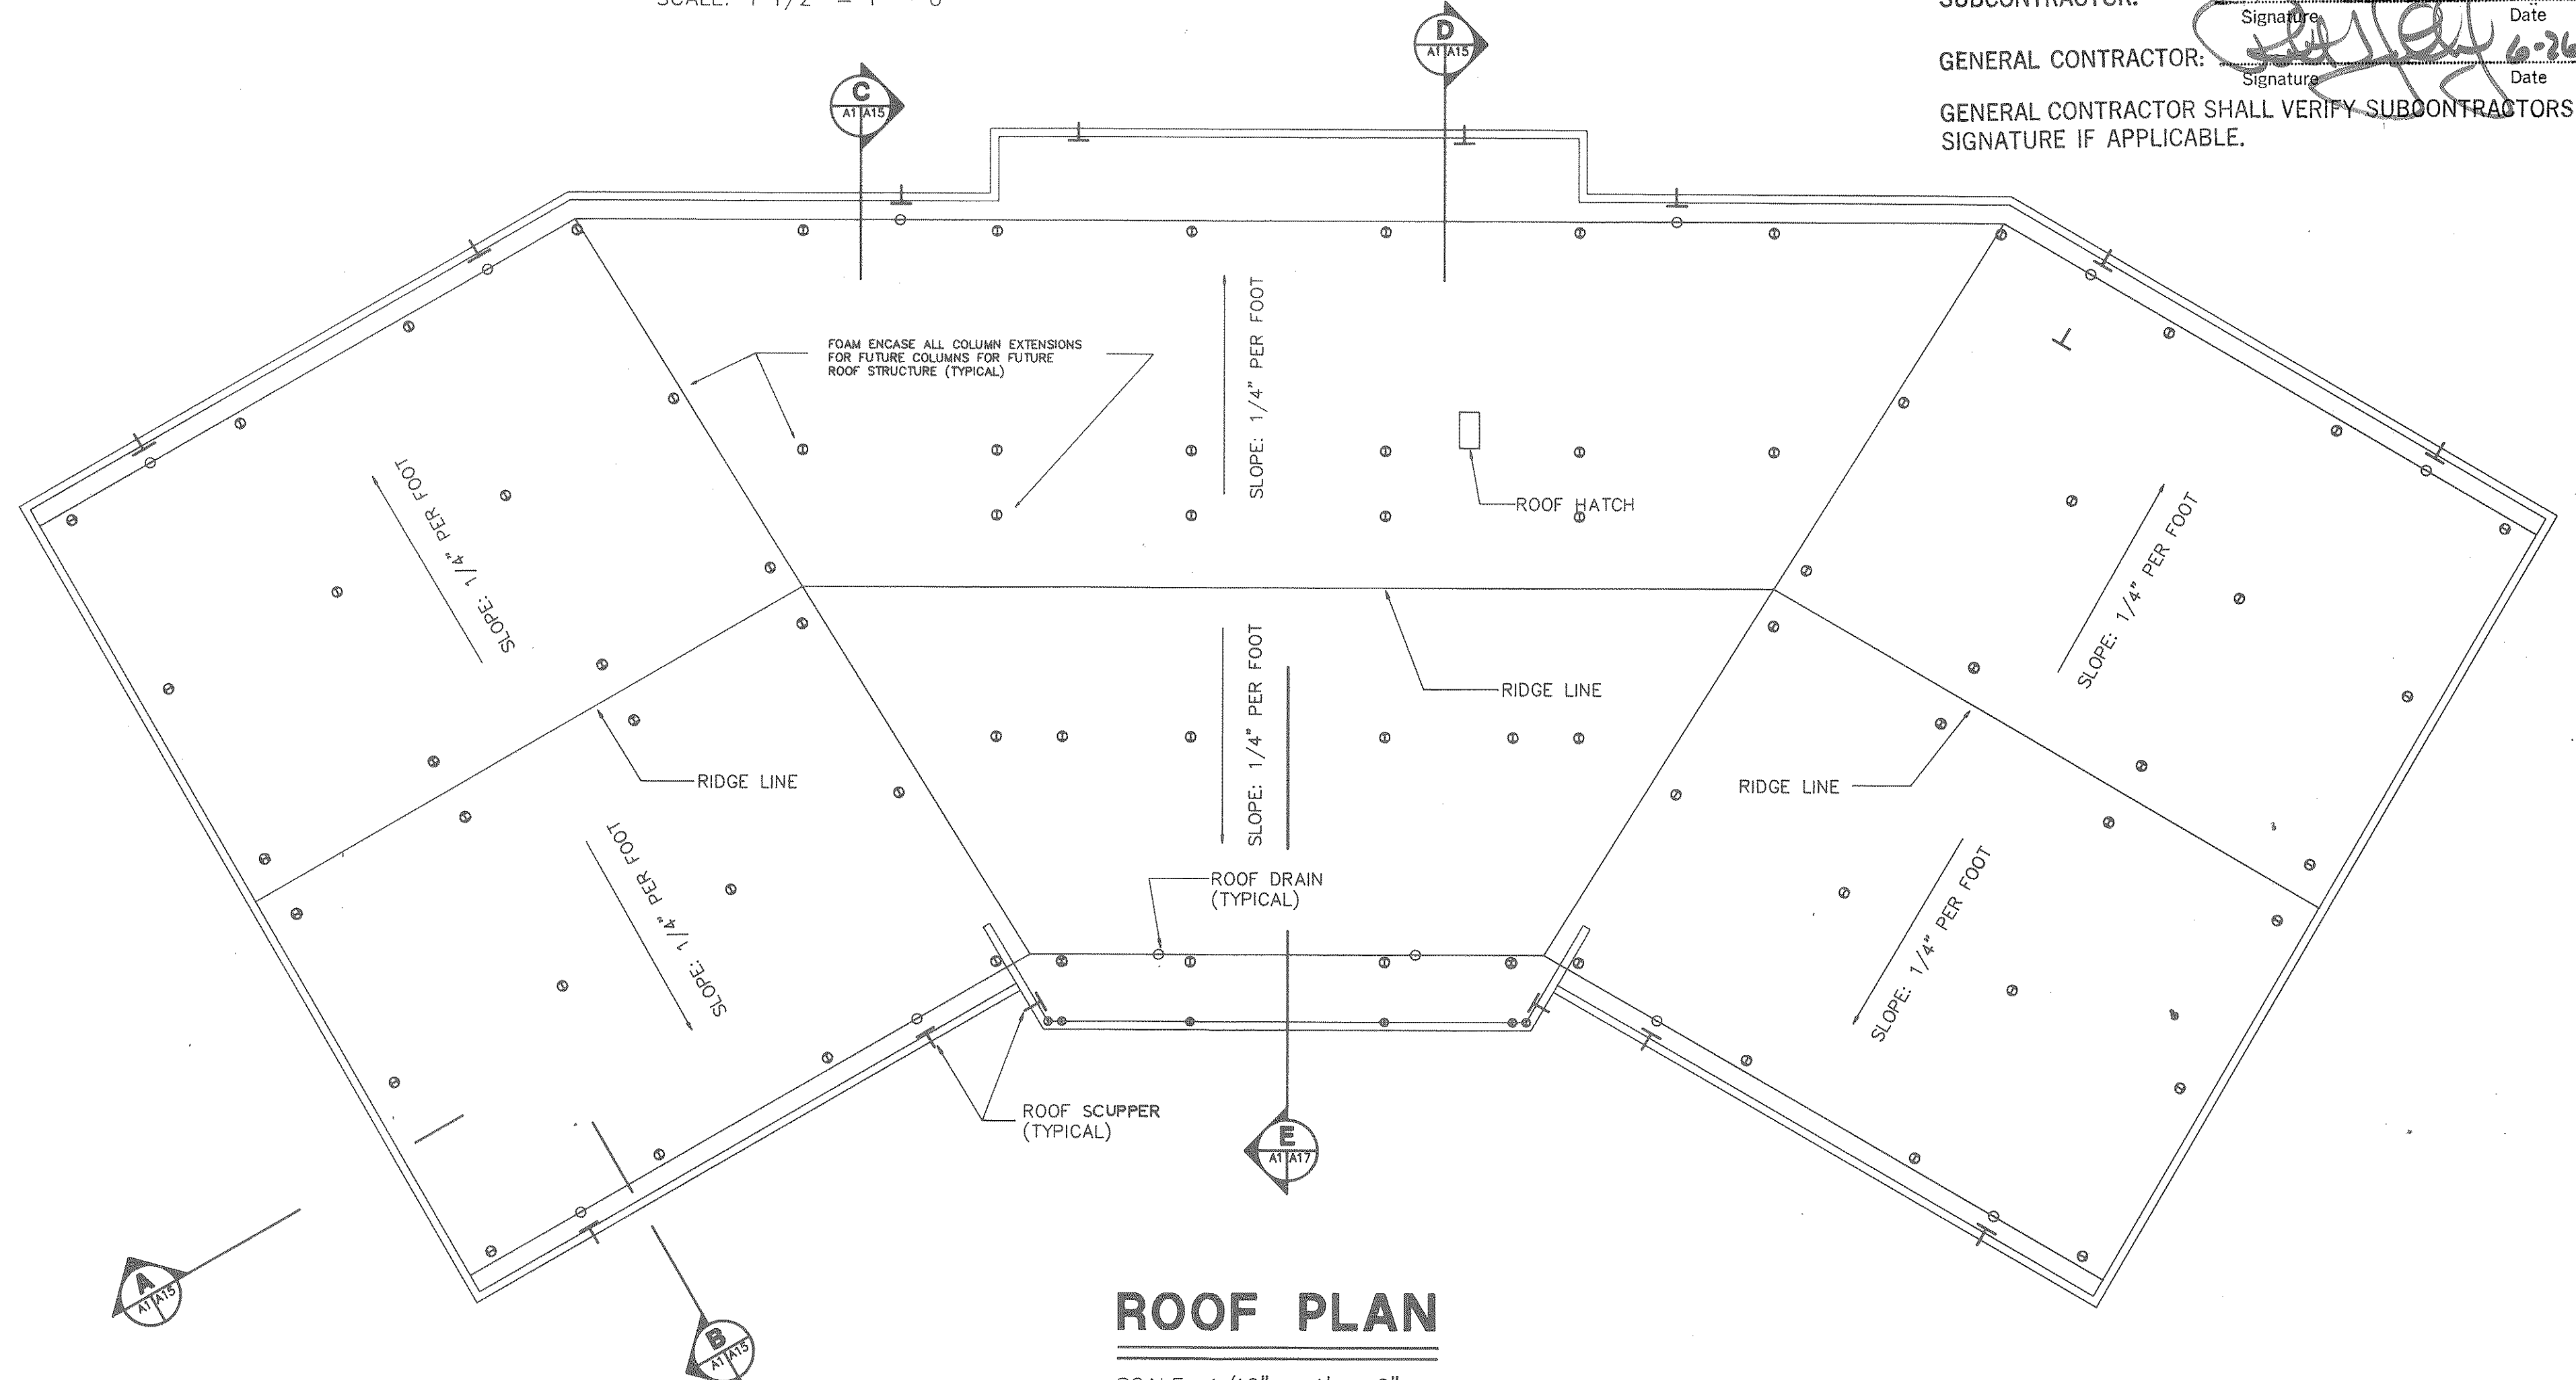 SUBCONTRACTOR:
Signature Date
GENERAL CONTRACTOR: 6-26
Signature Date
GENERAL CONTRACTOR SHALL VERIFY SUBCONTRACTORS
SIGNATURE IF APPLICABLE.
D
A1 A15
C
A1 A15
FOAM ENCASE ALL COLUMN EXTENSIONS
FOR FUTURE COLUMNS FOR FUTURE
ROOF STRUCTURE (TYPICAL)
SLOPE: 1/4" PER FOOT
SLOPE: 1/4" PER FOOT
SLOPE: 1/4" PER FOOT
ROOF HATCH
RIDGE LINE
SLOPE: 1/4" PER FOOT
RIDGE LINE
RIDGE LINE
SLOPE: 1/4" PER FOOT
SLOPE: 1/4" PER FOOT
ROOF DRAIN
(TYPICAL)
ROOF SCUPPER
(TYPICAL)
E
A1 A17
A
A1 A15
B
A1 A15
ROOF PLAN